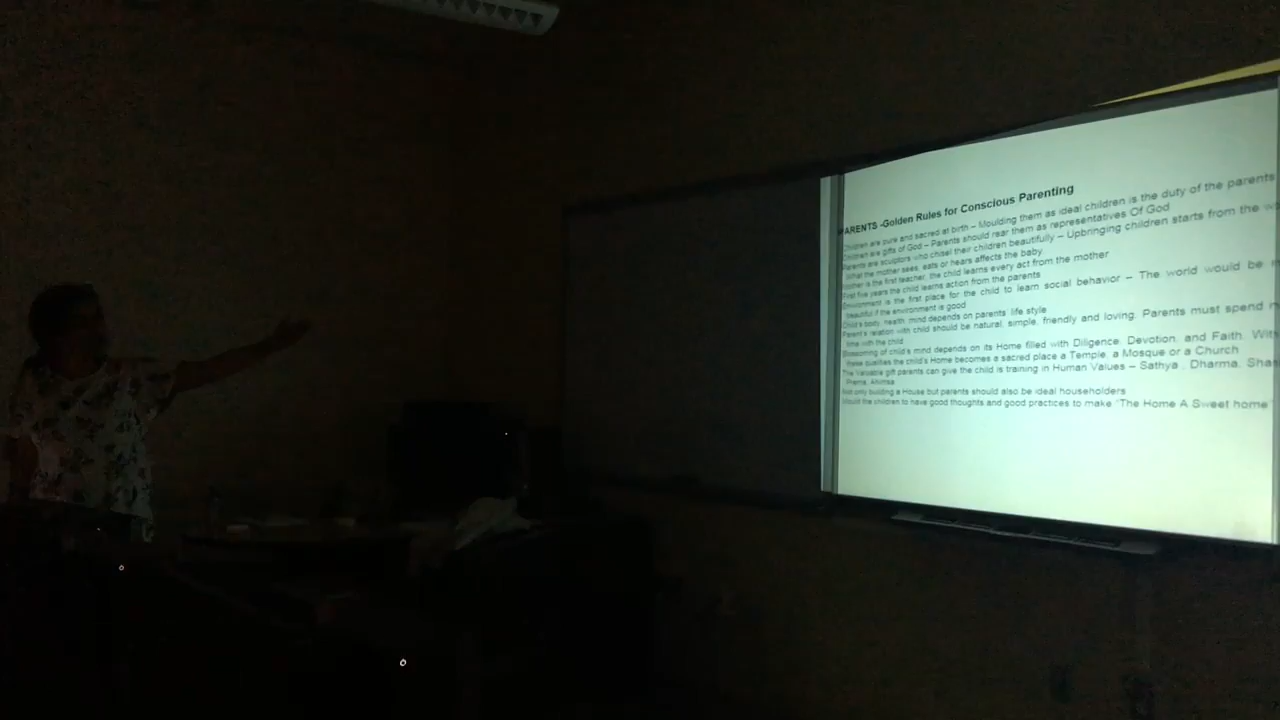 PARENTS -Golden Rules for Conscious Parenting
Children are pure and sacred at birth – Moulding them as ideal children is the duty of the parents
Children are gifts of God – Parents should rear them as representatives Of God
Parents are sculptors who chisel their children beautifully – Upbringing children starts from the
What the mother sees, eats or hears affects the baby
Mother is the first teacher, the child learns every act from the mother
First five years the child learns action from the parents
Environment is the first place for the child to learn social behavior – The world would be
beautiful if the environment is good
Child's body, health, mind depends on parents' life style
Parent's relation with child should be natural, simple, friendly and loving. Parents must spend
time with the child
Blossoming of child's mind depends on its Home filled with Diligence, Devotion, and Faith.
these qualities the child's Home becomes a sacred place a Temple, a Mosque or a Church
The Valuable gift parents can give the child is training in Human Values – Sathya , Dharma,
Prema, Ahimsa
Not only building a House but parents should also be ideal householders
Mould the children to have good thoughts and good practices to make "The Home A Sweet home"